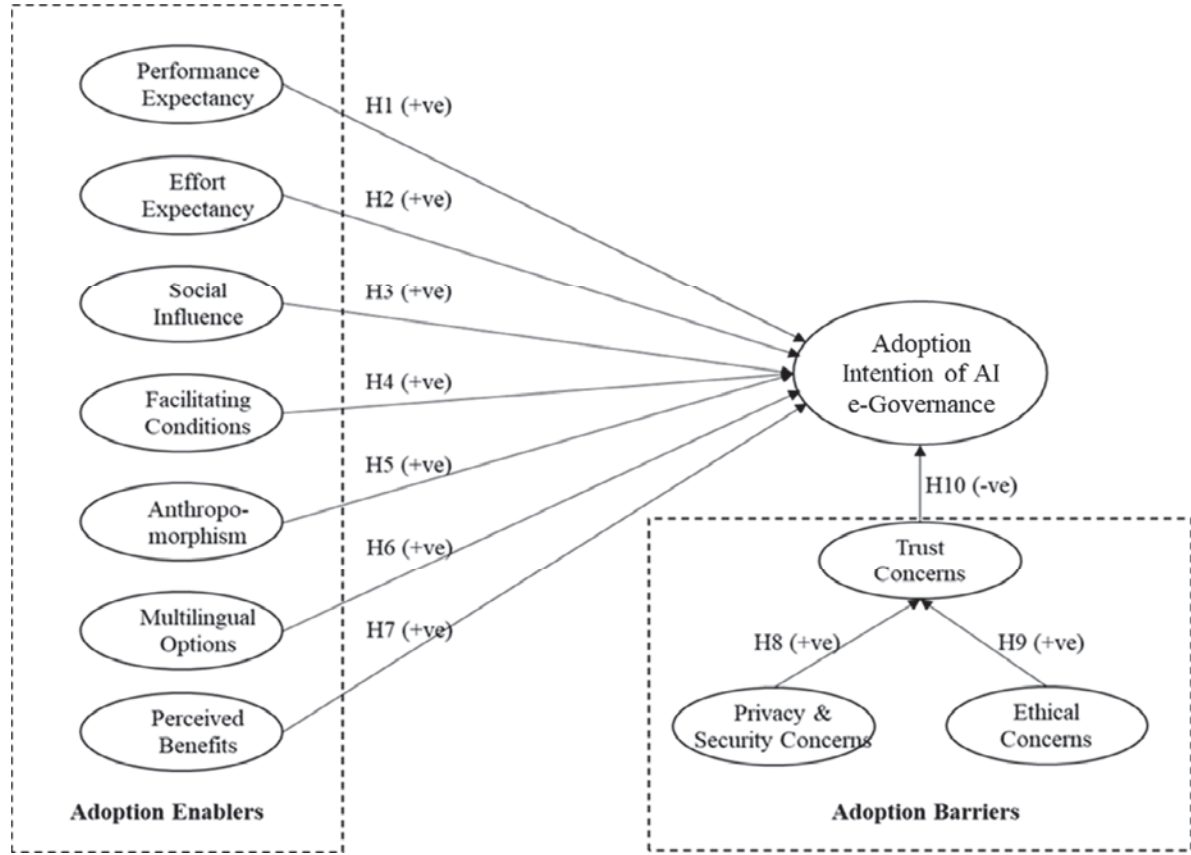 Performance
Expectancy
H1 (+ve)
Effort
Expectancy
H2 (+ve)
Social
Influence
H3 (+ve)
Facilitating
Conditions
H4 (+ve)
Anthropo-
morphism
H5 (+ve)
Multilingual
Options
H6 (+ve)
Perceived
Benefits
H7 (+ve)
Adoption Enablers
Adoption
Intention of AI
e-Governance
H10 (-ve)
Trust
Concerns
H8 (+ve)
H9 (+ve)
Privacy &
Security Concerns
Ethical
Concerns
Adoption Barriers